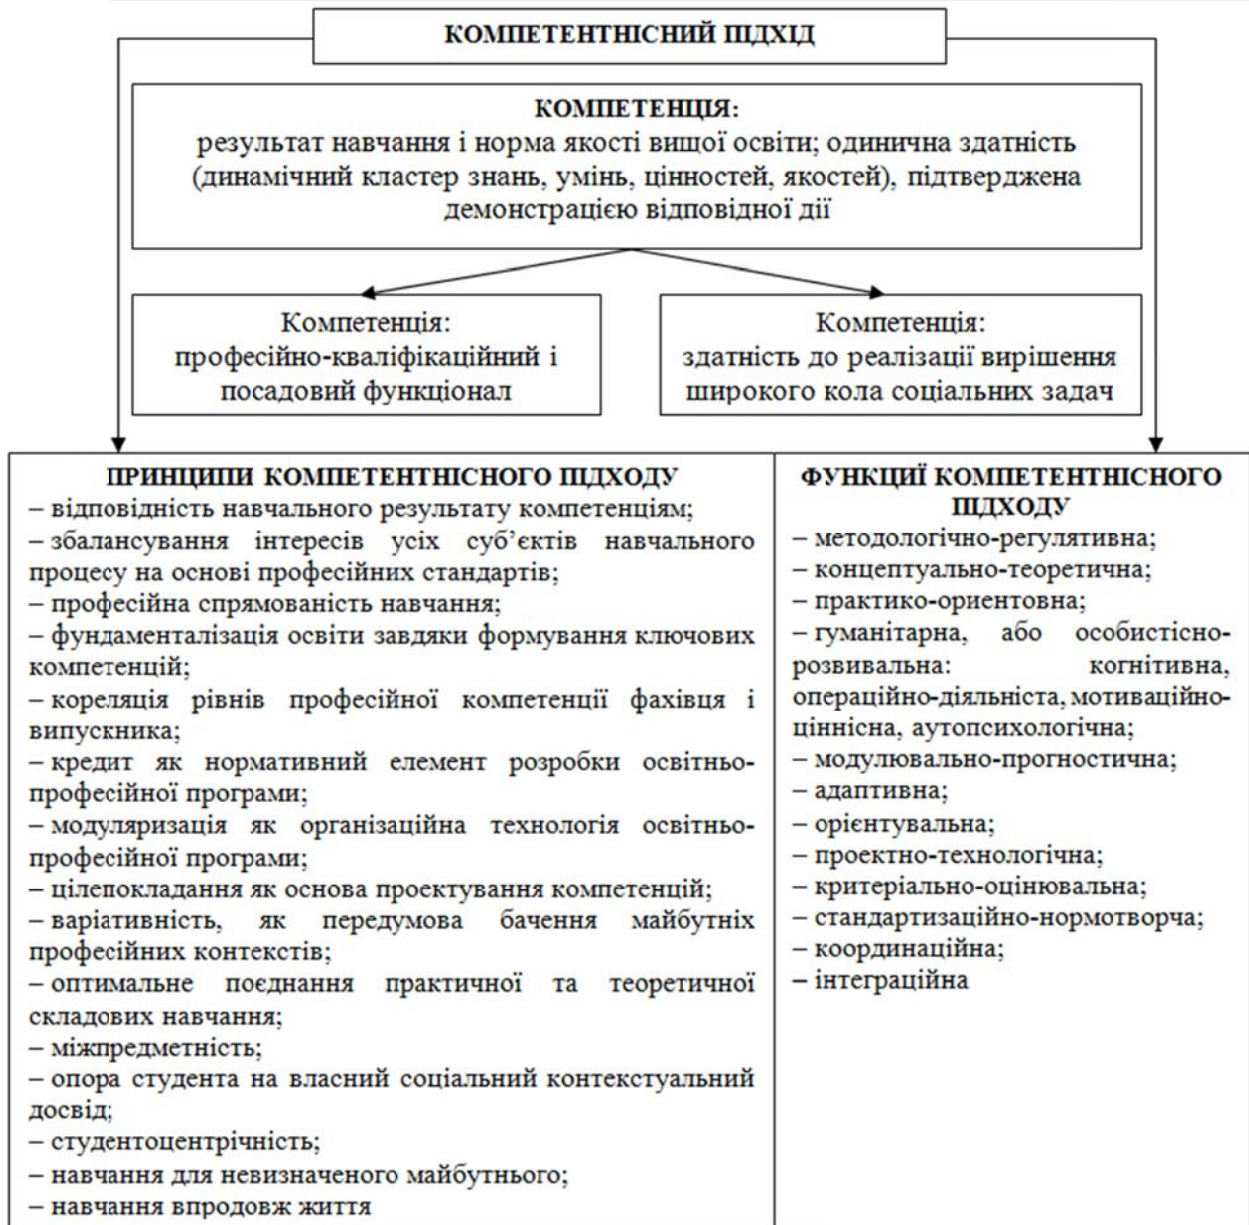 КОМПЕТЕНТНІСНИЙ ПІДХІД
КОМПЕТЕНЦІЯ:
результат навчання і норма якості вищої освіти; одинична здатність
(динамічний кластер знань, умінь, цінностей, якостей), підтверджена
демонстрацією відповідної дії
Компетенція:
професійно-кваліфікаційний і
посадовий функціонал
Компетенція:
здатність до реалізації вирішення
широкого кола соціальних задач
ПРИНЦИПИ КОМПЕТЕНТНІСНОГО ПІДХОДУ
– відповідність навчального результату компетенціям;
– збалансування інтересів усіх суб’єктів навчального
процесу на основі професійних стандартів;
– професійна спрямованість навчання;
– фундаменталізація освіти завдяки формування ключових
компетенцій;
– кореляція рівнів професійної компетенції фахівця і
випускника;
– кредит як нормативний елемент розробки освітньо-
професійної програми;
– модуляризація як організаційна технологія освітньо-
професійної програми;
– цілепокладання як основа проектування компетенцій;
– варіативність, як передумова бачення майбутніх
професійних контекстів;
– оптимальне поєднання практичної та теоретичної
складових навчання;
– міжпредметність;
– опора студента на власний соціальний контекстуальний
досвід;
– студентоцентрічність;
– навчання для невизначеного майбутнього;
– навчання впродовж життя
ФУНКЦИЇ КОМПЕТЕНТНІСНОГО
ПІДХОДУ
– методологічно-регулятивна;
– концептуально-теоретична;
– практико-ориентовна;
– гуманітарна, або особистісно-
розвивальна: когнітивна,
операційно-діяльніста, мотиваційно-
ціннісна, аутопсихологічна;
– модулювально-прогностична;
– адаптивна;
– орієнтувальна;
– проектно-технологічна;
– критеріально-оцінювальна;
– стандартизаційно-нормотворча;
– координаційна;
– інтеграційна